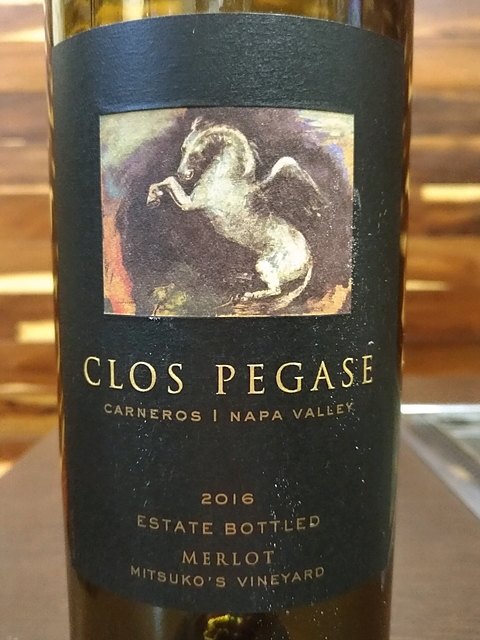 CLOS PEGASE
CARNEROS | NAPA VALLEY
2016
ESTATE BOTTLED
MERLOT
MITSUKO'S VINEYARD